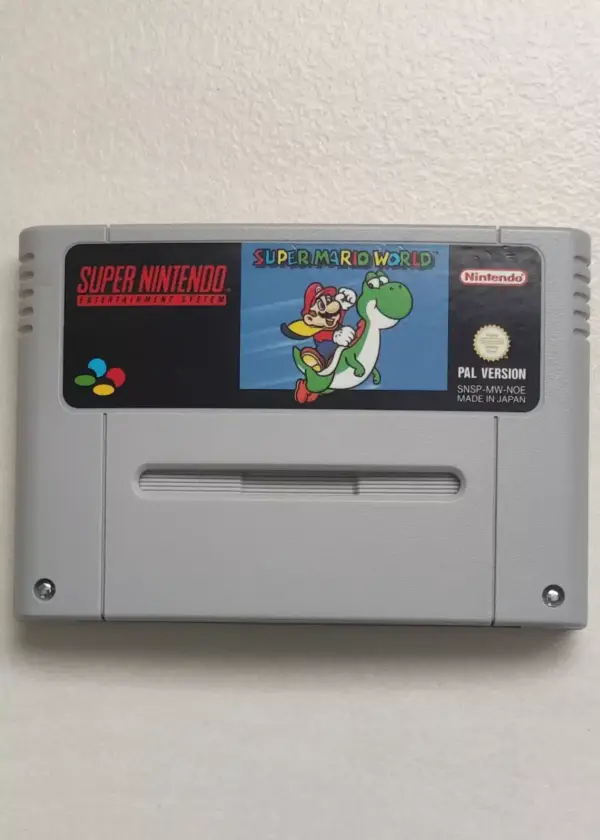 SUPER NINTENDO
ENTERTAINMENT SYSTEM
SUPER MARIO WORLD
Nintendo
PAL VERSION
SNSP-MW-NOE
MADE IN JAPAN